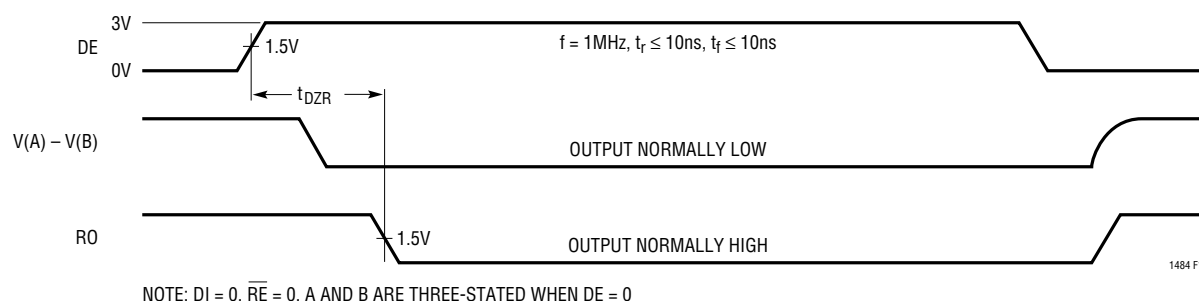 3V
DE
1.5V
f = 1MHz, tr ≤ 10ns, tf ≤ 10ns
0V
tDZR
V(A) – V(B)
OUTPUT NORMALLY LOW
RO
1.5V
OUTPUT NORMALLY HIGH
1484 F
NOTE: DI = 0, R̅E̅ = 0, A AND B ARE THREE-STATED WHEN DE = 0